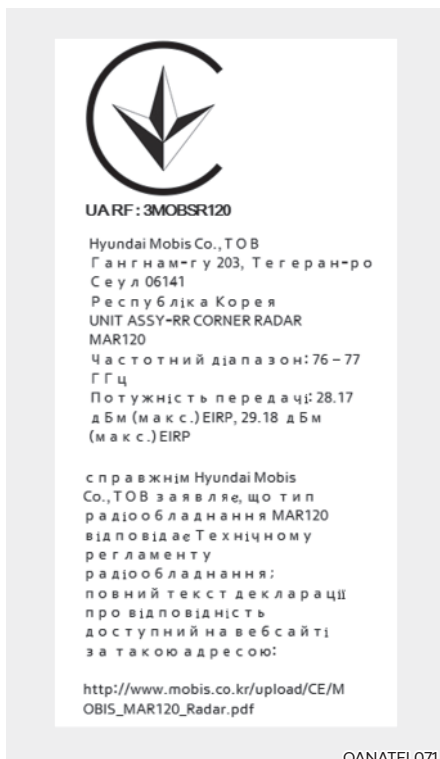 UA RF : 3MOBSR120
Hyundai Mobis Co., ТОВ
Гангнам-гу 203, Тегеран-ро
Сеул 06141
Республіка Корея
UNIT ASSY-RR CORNER RADAR
MAR120
Частотний діапазон: 76 – 77
ГГц
Потужність передачі: 28.17
дБм (макс.) EIRP, 29.18 дБм
(макс.) EIRP
справжнім Hyundai Mobis
Co., ТОВ заявляє, що тип
радіообладнання MAR120
відповідає Технічному
регламенту
радіообладнання;
повний текст декларації
про відповідність
доступний на вебсайті
за такою адресою:
http://www.mobis.co.kr/upload/CE/M
OBIS_MAR120_Radar.pdf